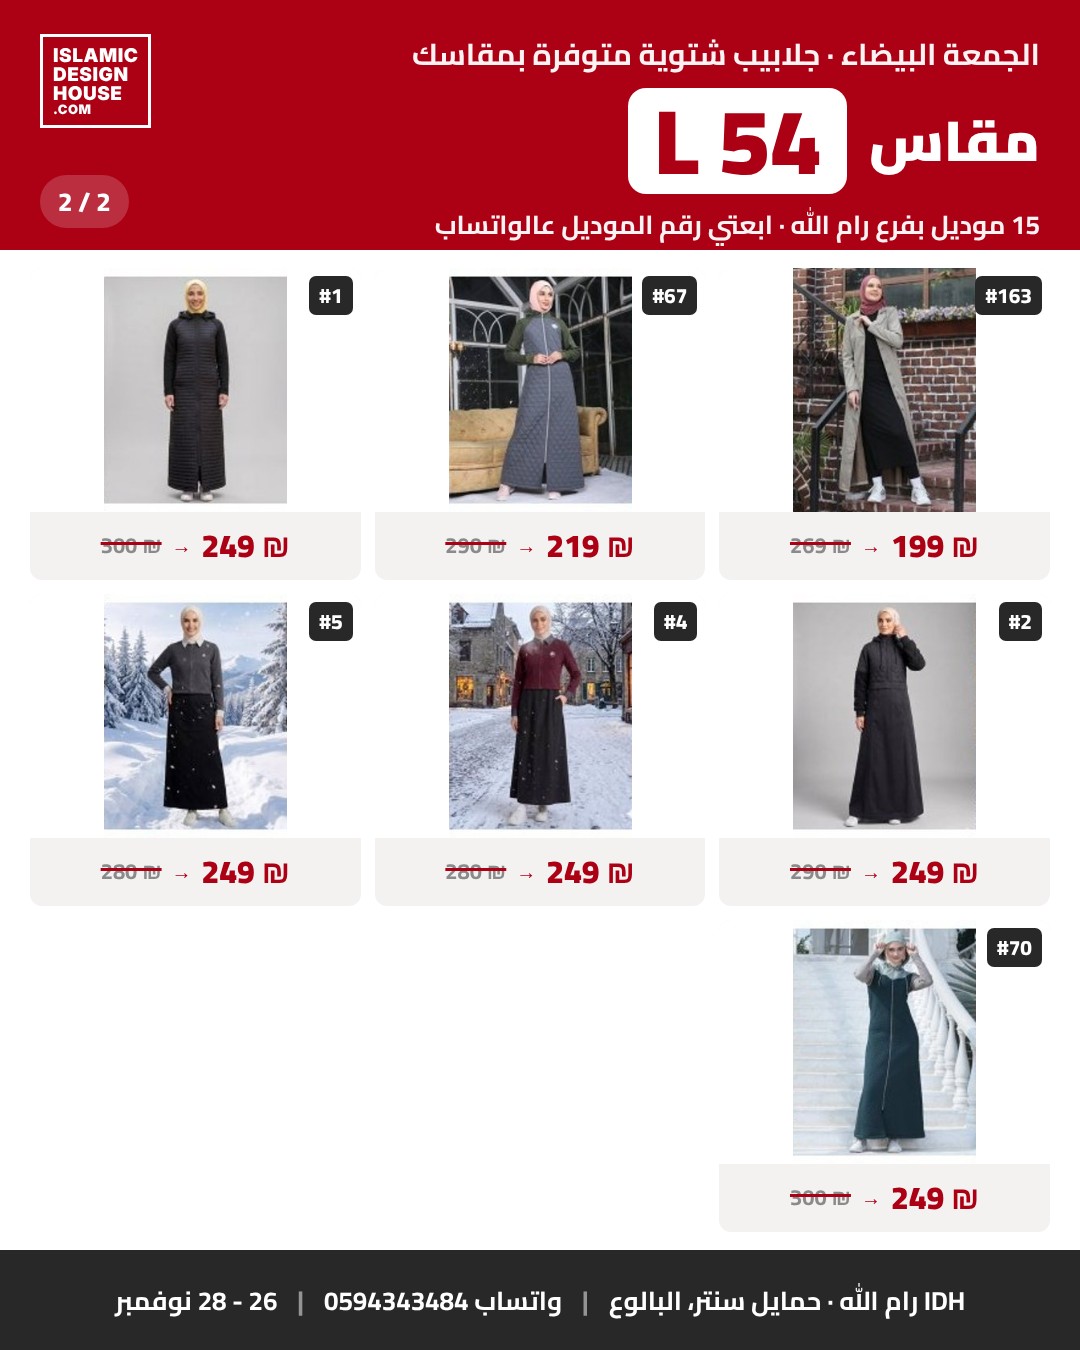 ISLAMIC
DESIGN
HOUSE
.COM
الجمعة البيضاء · جلابيب شتوية متوفرة بمقاسك
مقاس L 54
2 / 2
15 موديل بفرع رام الله · ابعتي رقم الموديل عالواتساب
#163
269 ₪ → 199 ₪
#67
290 ₪ → 219 ₪
#1
300 ₪ → 249 ₪
#2
290 ₪ → 249 ₪
#4
280 ₪ → 249 ₪
#5
280 ₪ → 249 ₪
#70
300 ₪ → 249 ₪
IDH رام الله · حمايل سنتر، البالوع | واتساب 0594343484 | 26 - 28 نوفمبر